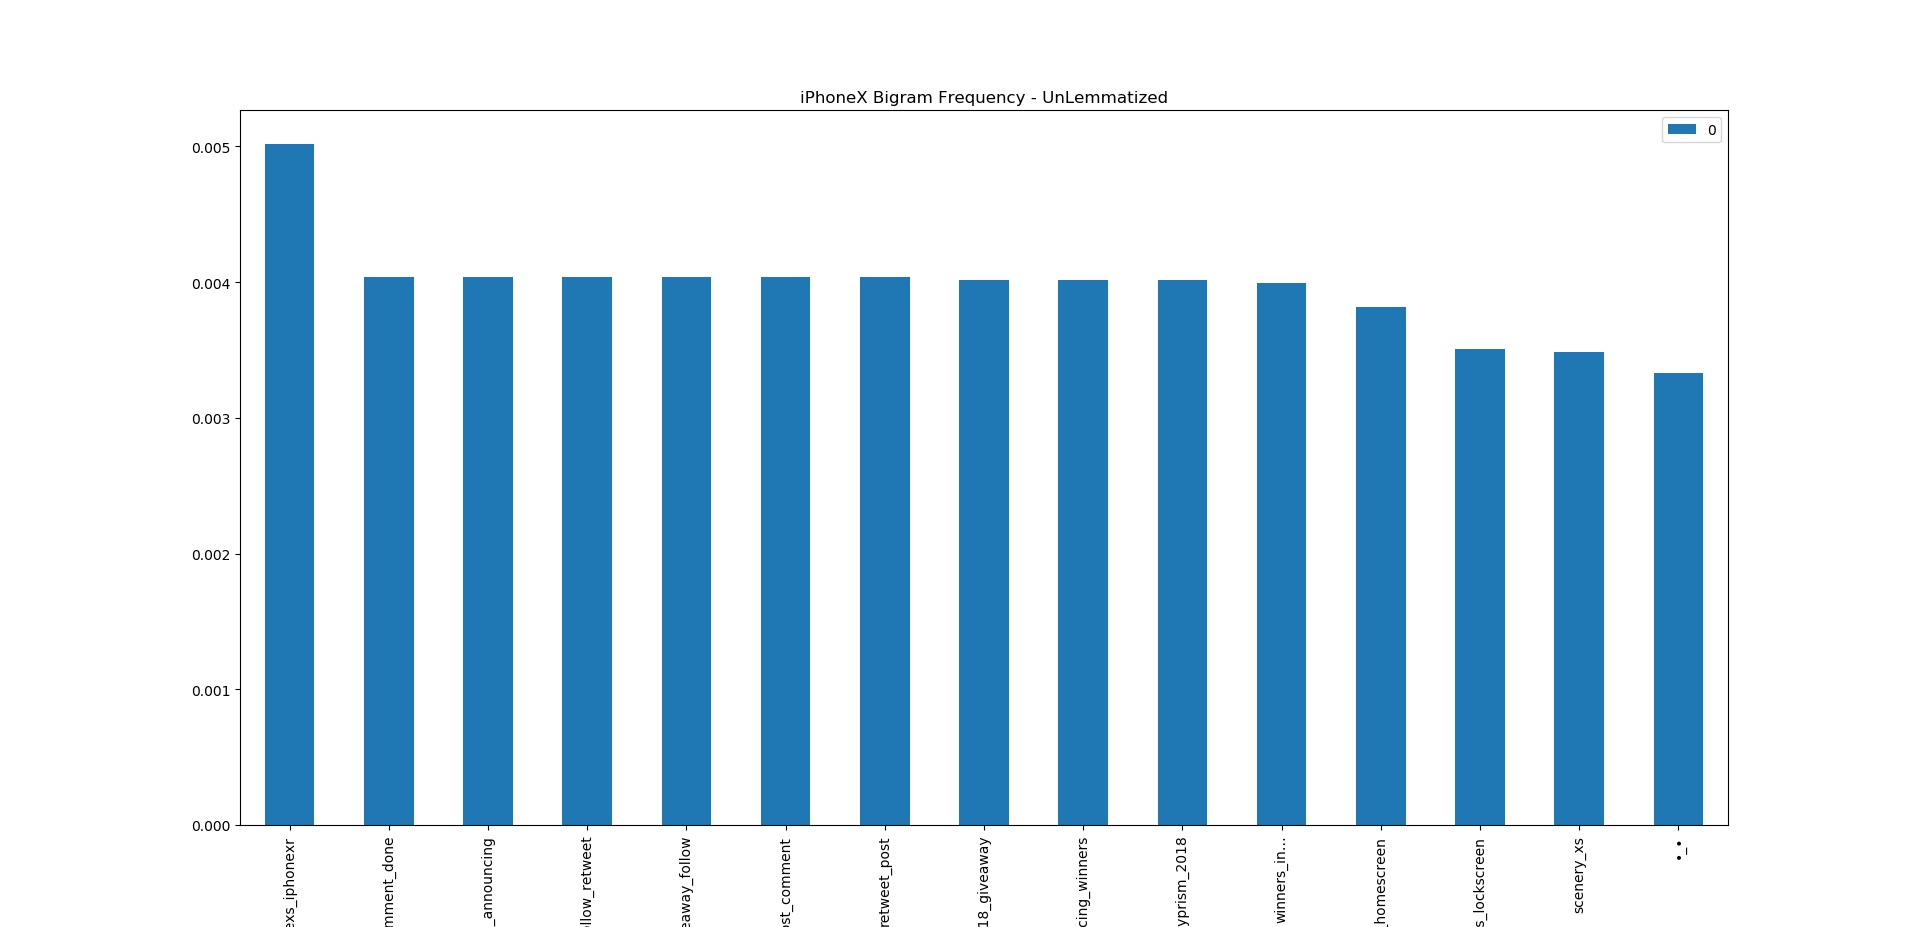 iPhoneX Bigram Frequency - UnLemmatized
0
0.005
0.004
0.003
0.002
0.001
0.000
exs_iphonexr
mment_done
_announcing
llow_retweet
eaway_follow
ost_comment
retweet_post
18_giveaway
cing_winners
yprism_2018
winners_in...
_homescreen
s_lockscreen
scenery_xs
•_•